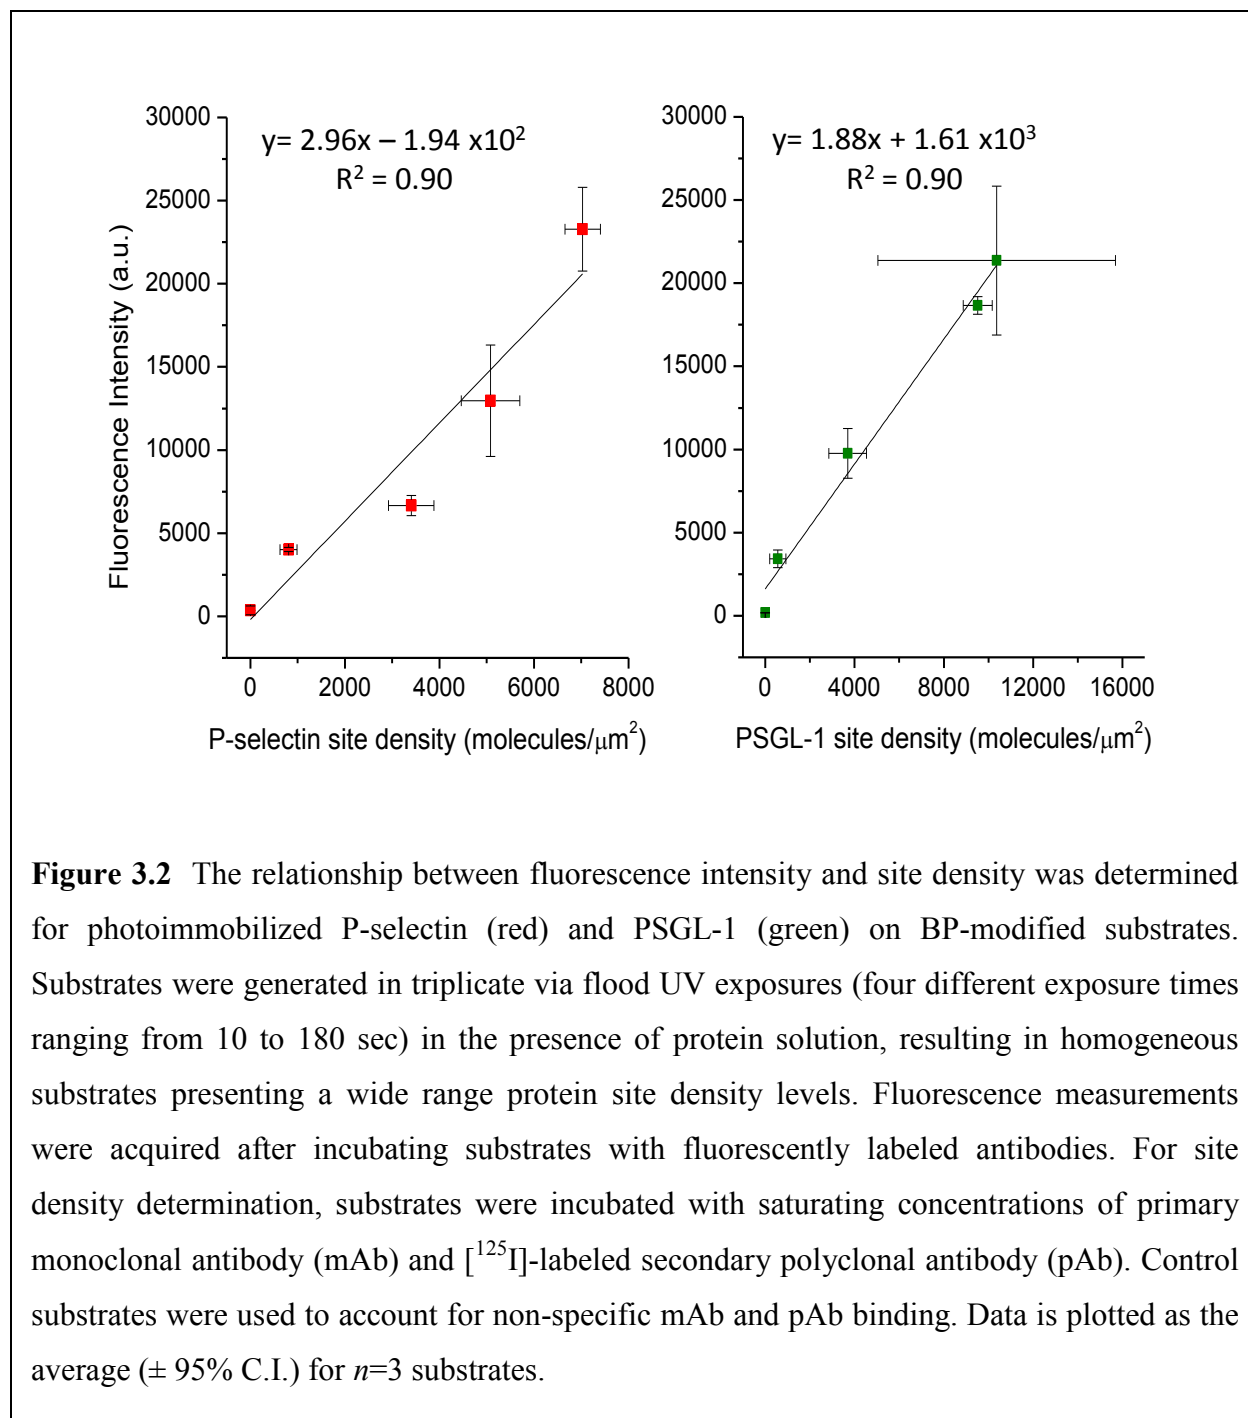 30000
25000
20000
15000
10000
5000
0
Fluorescence Intensity (a.u.)
y= 2.96x – 1.94 x10²
R² = 0.90
0 2000 4000 6000 8000
P-selectin site density (molecules/μm²)
30000
25000
20000
15000
10000
5000
0
y= 1.88x + 1.61 x10³
R² = 0.90
0 4000 8000 12000 16000
PSGL-1 site density (molecules/μm²)
Figure 3.2 The relationship between fluorescence intensity and site density was determined
for photoimmobilized P-selectin (red) and PSGL-1 (green) on BP-modified substrates.
Substrates were generated in triplicate via flood UV exposures (four different exposure times
ranging from 10 to 180 sec) in the presence of protein solution, resulting in homogeneous
substrates presenting a wide range protein site density levels. Fluorescence measurements
were acquired after incubating substrates with fluorescently labeled antibodies. For site
density determination, substrates were incubated with saturating concentrations of primary
monoclonal antibody (mAb) and [¹²⁵I]-labeled secondary polyclonal antibody (pAb). Control
substrates were used to account for non-specific mAb and pAb binding. Data is plotted as the
average (± 95% C.I.) for n=3 substrates.